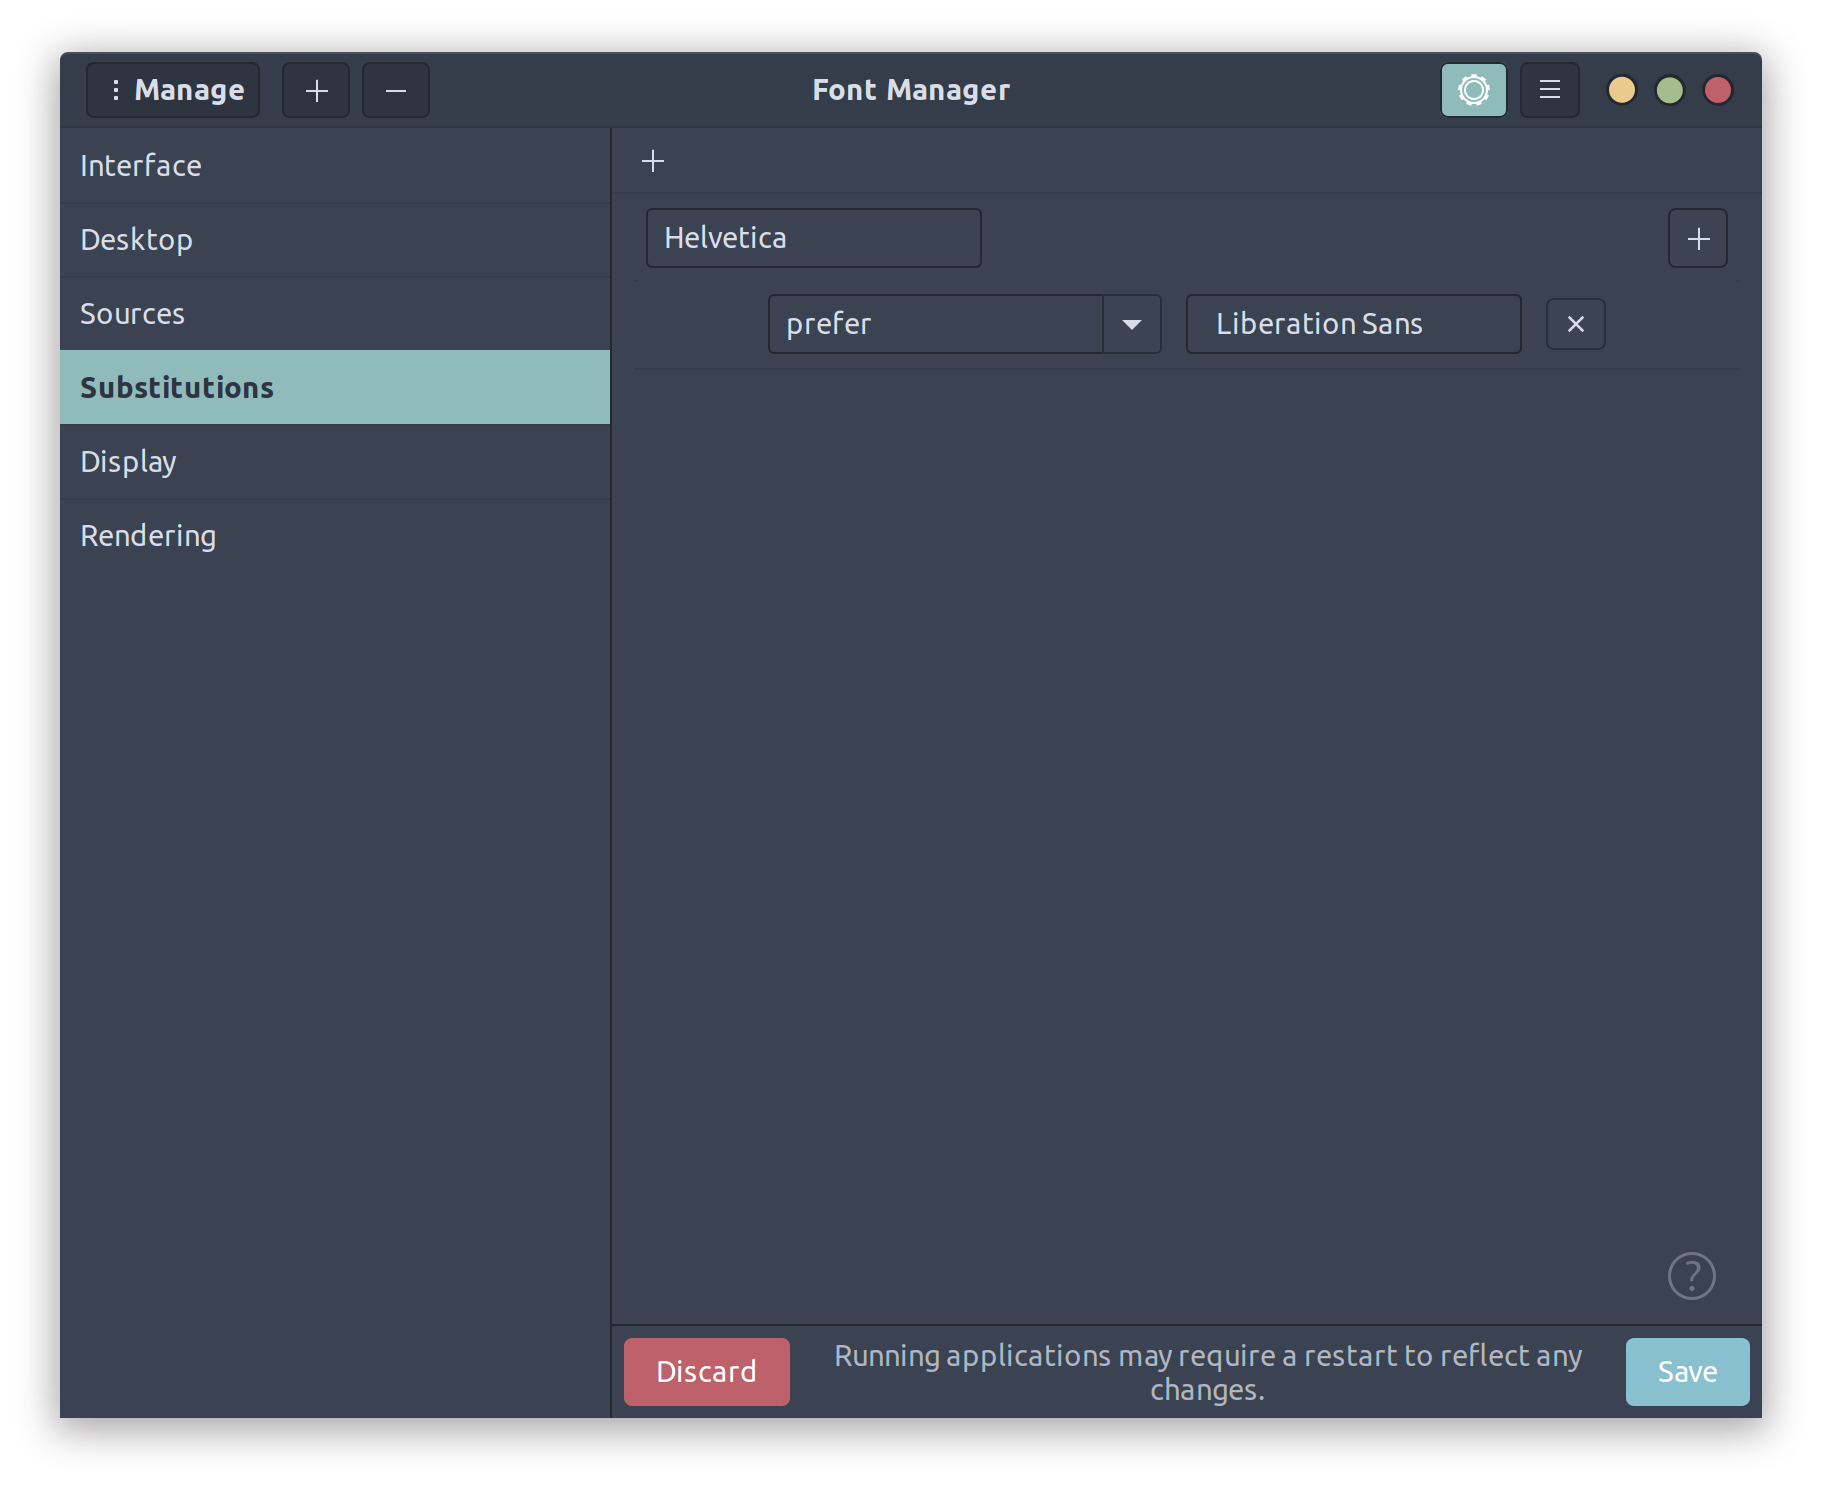 Manage
Font Manager
Interface
Desktop
Sources
Substitutions
Display
Rendering
Helvetica
prefer
Liberation Sans
?
Discard
Running applications may require a restart to reflect any
changes.
Save